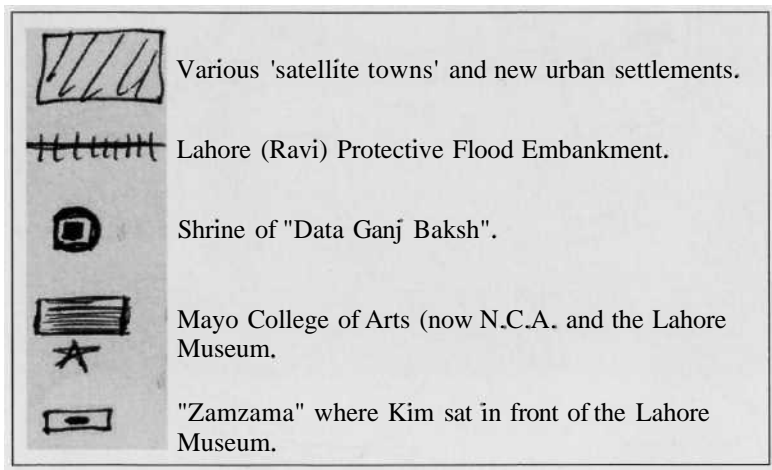 Various 'satellite towns' and new urban settlements.
Lahore (Ravi) Protective Flood Embankment.
Shrine of "Data Ganj Baksh".
Mayo College of Arts (now N.C.A. and the Lahore
Museum.
"Zamzama" where Kim sat in front of the Lahore
Museum.